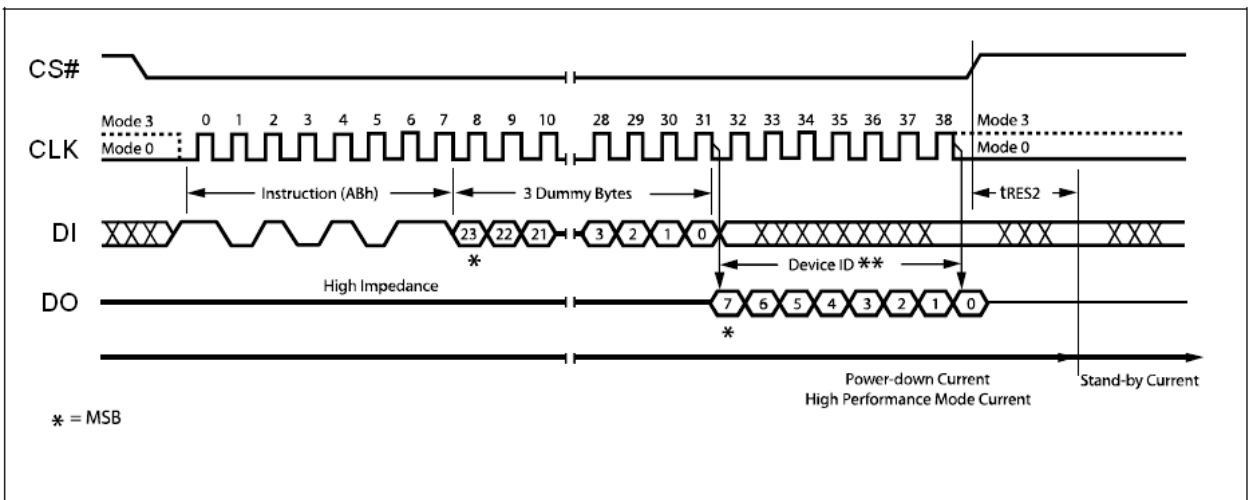 CS#
Mode 3 0 1 2 3 4 5 6 7 8 9 10 28 29 30 31 32 33 34 35 36 37 38 Mode 3
CLK Mode 0 Mode 0
Instruction (ABh) 3 Dummy Bytes tRES2
DI 23 22 21 3 2 1 0
* Device ID **
High Impedance
DO 7 6 5 4 3 2 1 0
*
Power-down Current Stand-by Current
High Performance Mode Current
* = MSB